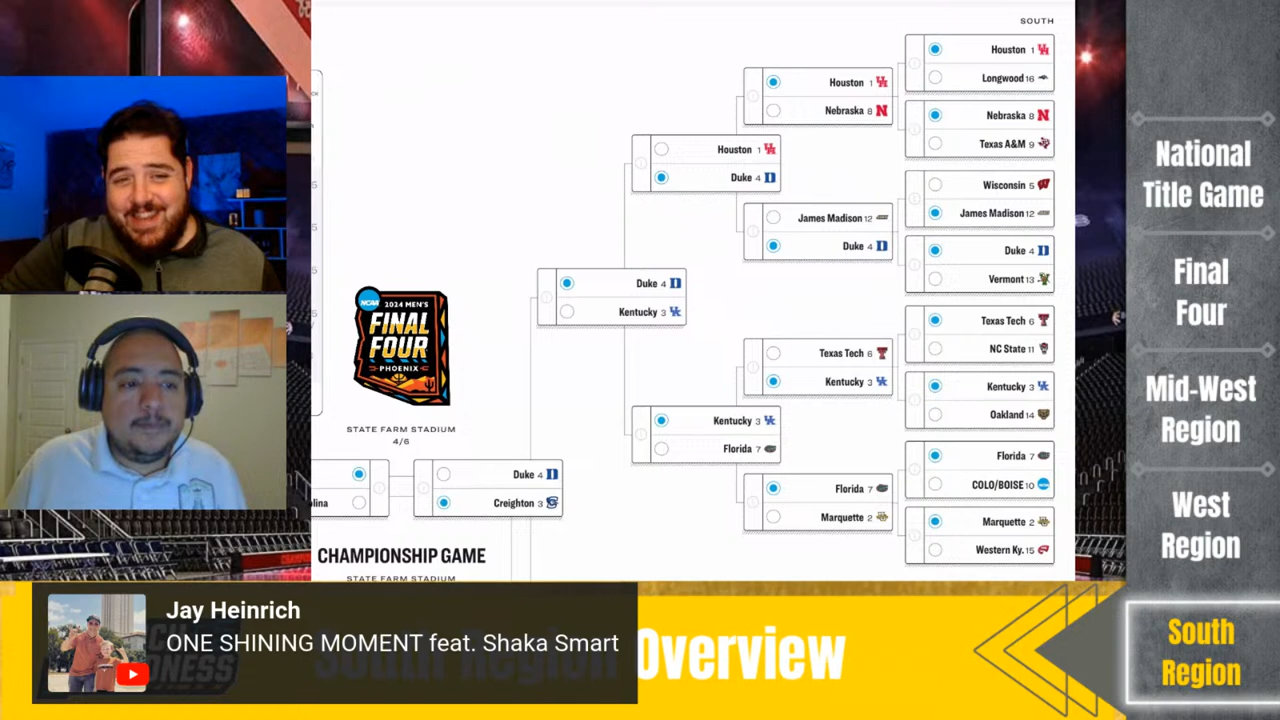 SOUTH
Houston 1
Longwood 16
Nebraska 8
Texas A&M 9
Wisconsin 5
James Madison 12
Duke 4
Vermont 13
Texas Tech 6
NC State 11
Kentucky 3
Oakland 14
Florida 7
COLO/BOISE 10
Marquette 2
Western Ky. 15
Houston 1
Nebraska 8
James Madison 12
Duke 4
Texas Tech 6
Kentucky 3
Florida 7
Marquette 2
Houston 1
Duke 4
Kentucky 3
Florida 7
Duke 4
Kentucky 3
Duke 4
Creighton 3
lina
NCAA
2024 MEN'S
FINAL
FOUR
PHOENIX
STATE FARM STADIUM
4/6
CHAMPIONSHIP GAME
STATE FARM STADIUM
National
Title Game
Final
Four
Mid-West
Region
West
Region
South
Region
Jay Heinrich
ONE SHINING MOMENT feat. Shaka Smart
Overview